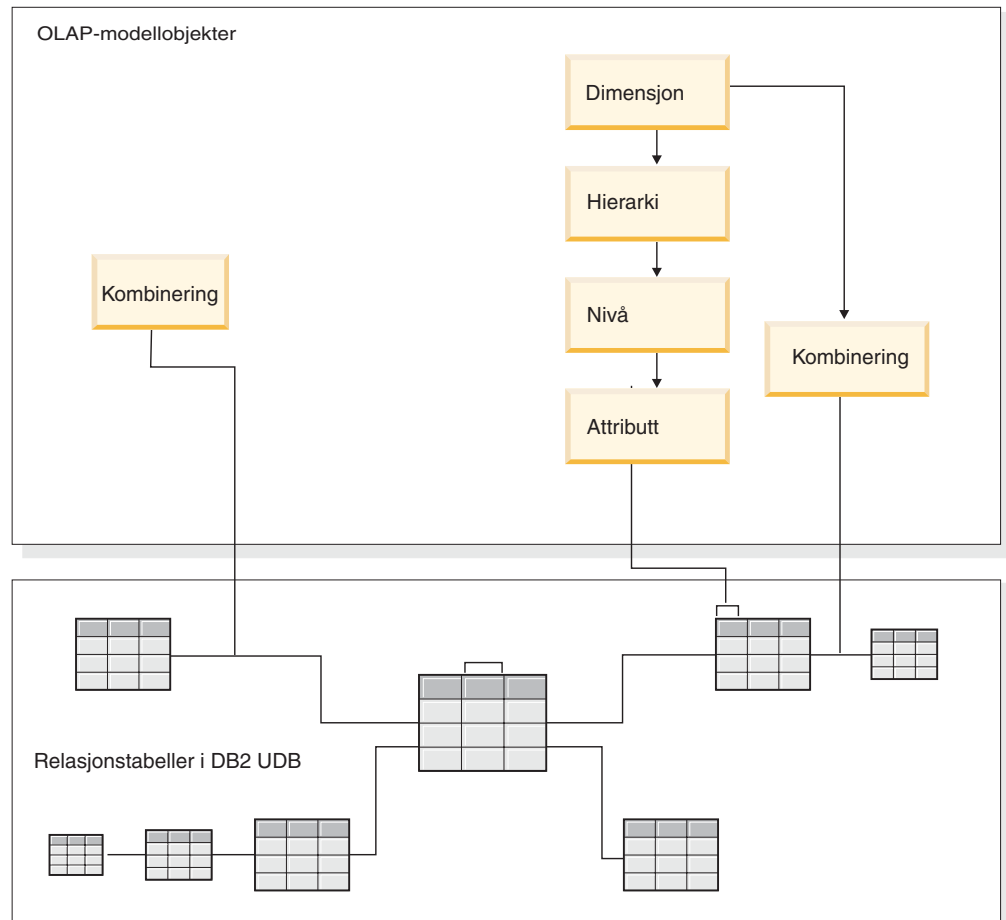 OLAP-modellobjekter
Dimensjon
Hierarki
Kombinering
Nivå
Kombinering
Attributt
Relasjonstabeller i DB2 UDB